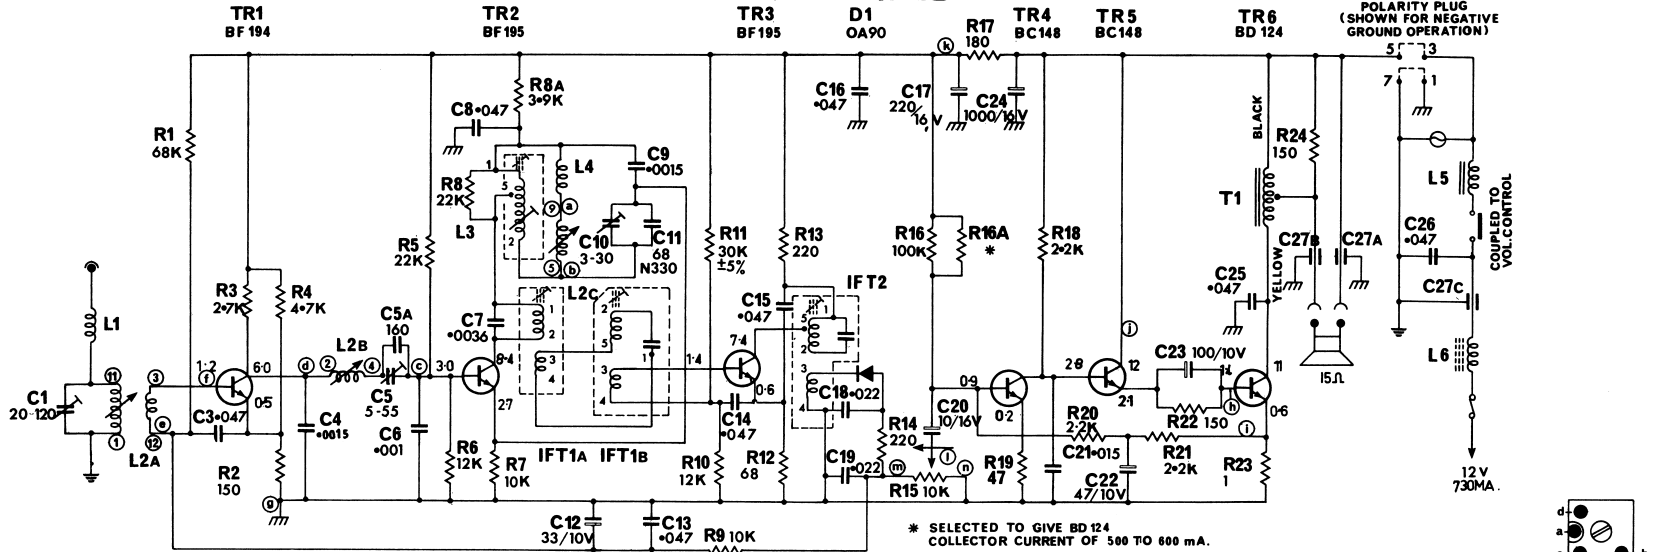 TR1
BF 194
TR2
BF195
TR3
BF195
D1
OA90
R17
180
TR4
BC148
TR5
BC148
TR6
BD 124
POLARITY PLUG
(SHOWN FOR NEGATIVE
GROUND OPERATION)
k
5 3
7 1
R1
68K
C8 •047
R8A
3•9K
C16
•047
C17
220/
16 V
C24
1000/16V
BLACK
R24
150
L5
COUPLED TO
VOL.CONTROL
R8
22K
1
5
2
L4
9 a
C9
•0015
L3
R5
22K
C10
3-30
C11
68
N330
5 b
R11
30K
±5%
R13
220
R16
100K
R16A
*
R18
2•2K
T1
C27B
C27A
C26
•047
YELLOW
C25
•047
C27C
L1
R3
2•7K
R4
4•7K
C5A
160
C7
•0036
L2C
1
2
3
4
2
5
3
4
1
C15
•047
IFT2
5
1
2
3
4
j
L6
C1
20-120
11
1
3
12
e
L2A
1•2
f
6•0
0•5
C3 •047
d
2
L2B
4
c
C5
5-55
3•0
8•4
2•7
1•4
7•4
0•6
C18 •022
0•9
0•2
2•8
12
2•1
C23 100/10V
1•1
h
R22 150
11
0•6
i
15Ω
C4
•0015
C6
•001
R6
12K
R7
10K
IFT1A IFT1B
R10
12K
C14
•047
R12
68
C19 •022
R14
220
m
C20
10/16V
l
n
R15 10K
R19
47
R20
2•2K
C21 •015
C22
47/10V
R21
2•2K
R23
1
R2
150
g
C12
33/10V
C13
•047
R9 10K
12V
730MA.
* SELECTED TO GIVE BD 124
COLLECTOR CURRENT OF 500 TO 600 mA.
d
a